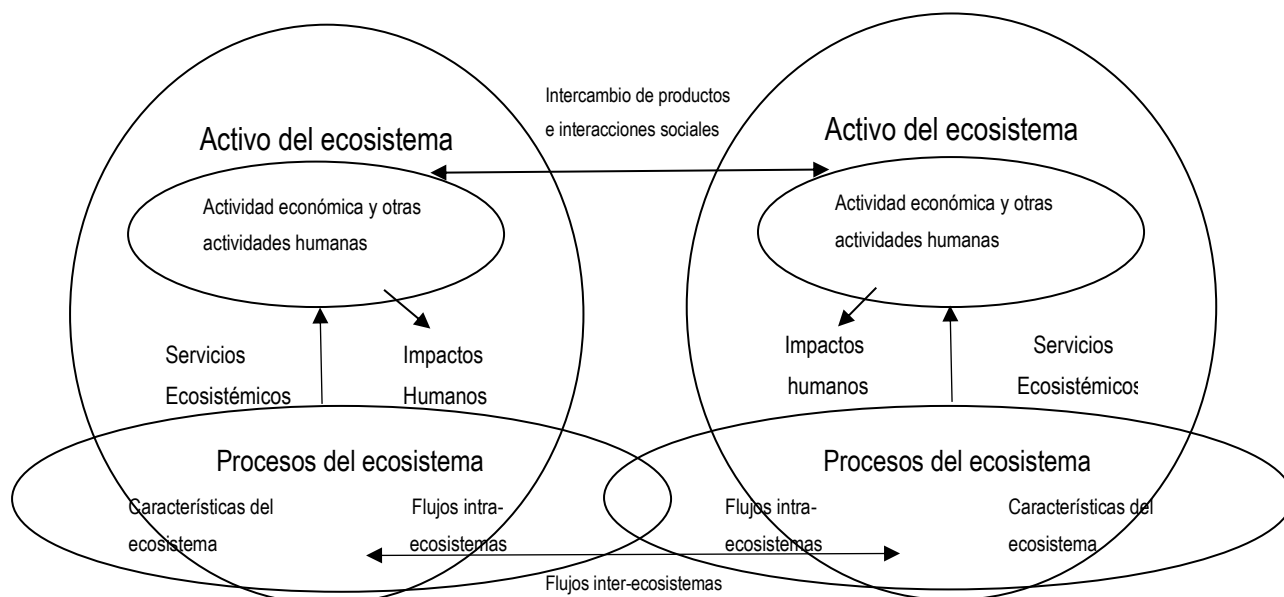 Intercambio de productos
e interacciones sociales
Activo del ecosistema
Activo del ecosistema
Actividad económica y otras
actividades humanas
Actividad económica y otras
actividades humanas
Servicios
Ecosistémicos
Impactos
Humanos
Impactos
humanos
Servicios
Ecosistémicos
Procesos del ecosistema
Procesos del ecosistema
Características del
ecosistema
Flujos intra-
ecosistemas
Flujos intra-
ecosistemas
Características del
ecosistema
Flujos inter-ecosistemas